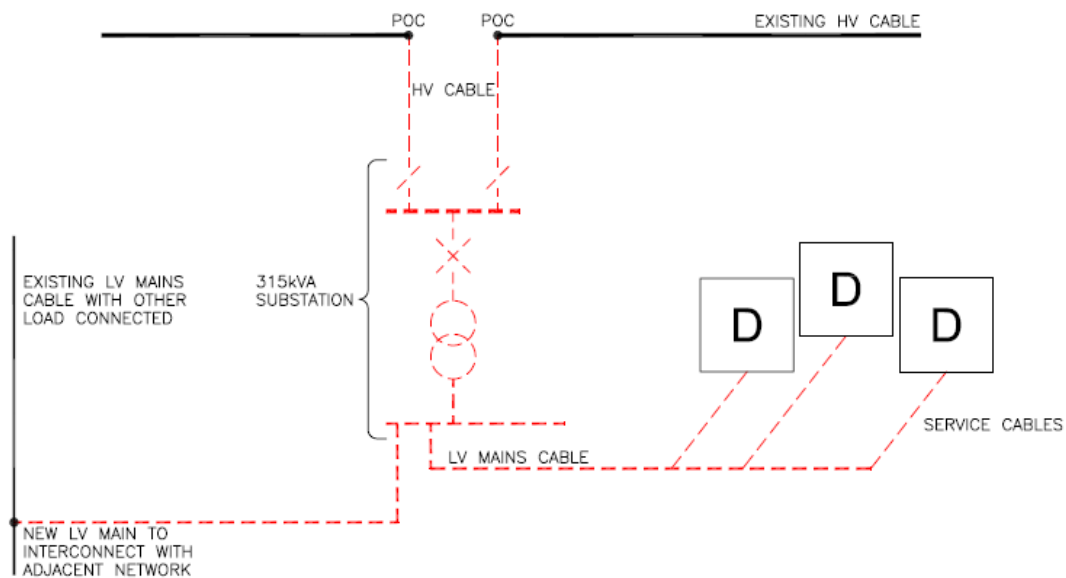 POC
POC
EXISTING HV CABLE
HV CABLE
EXISTING LV MAINS
CABLE WITH OTHER
LOAD CONNECTED
315kVA
SUBSTATION
D
D
D
SERVICE CABLES
LV MAINS CABLE
NEW LV MAIN TO
INTERCONNECT WITH
ADJACENT NETWORK